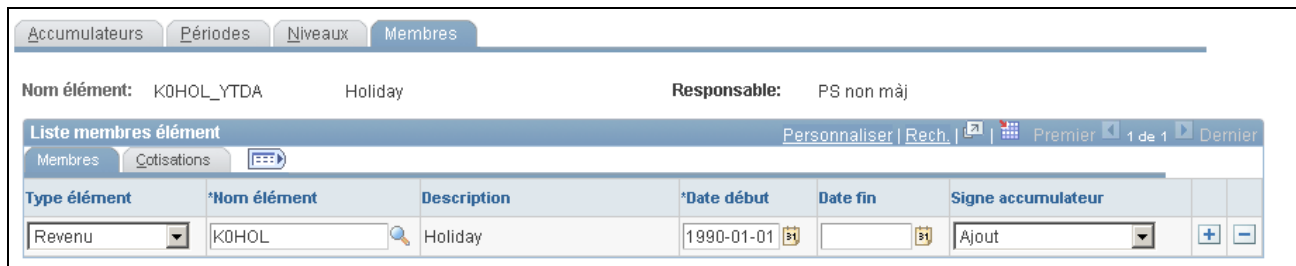 Accumulateurs Périodes Niveaux Membres
Nom élément: K0HOL_YTDA Holiday Responsable: PS non màj
Liste membres élément Personnaliser | Rech. | | Premier 1 de 1 Dernier
Membres Cotisations
Type élément *Nom élément Description *Date début Date fin Signe accumulateur
Revenu K0HOL Holiday 1990-01-01 31 31 Ajout + −